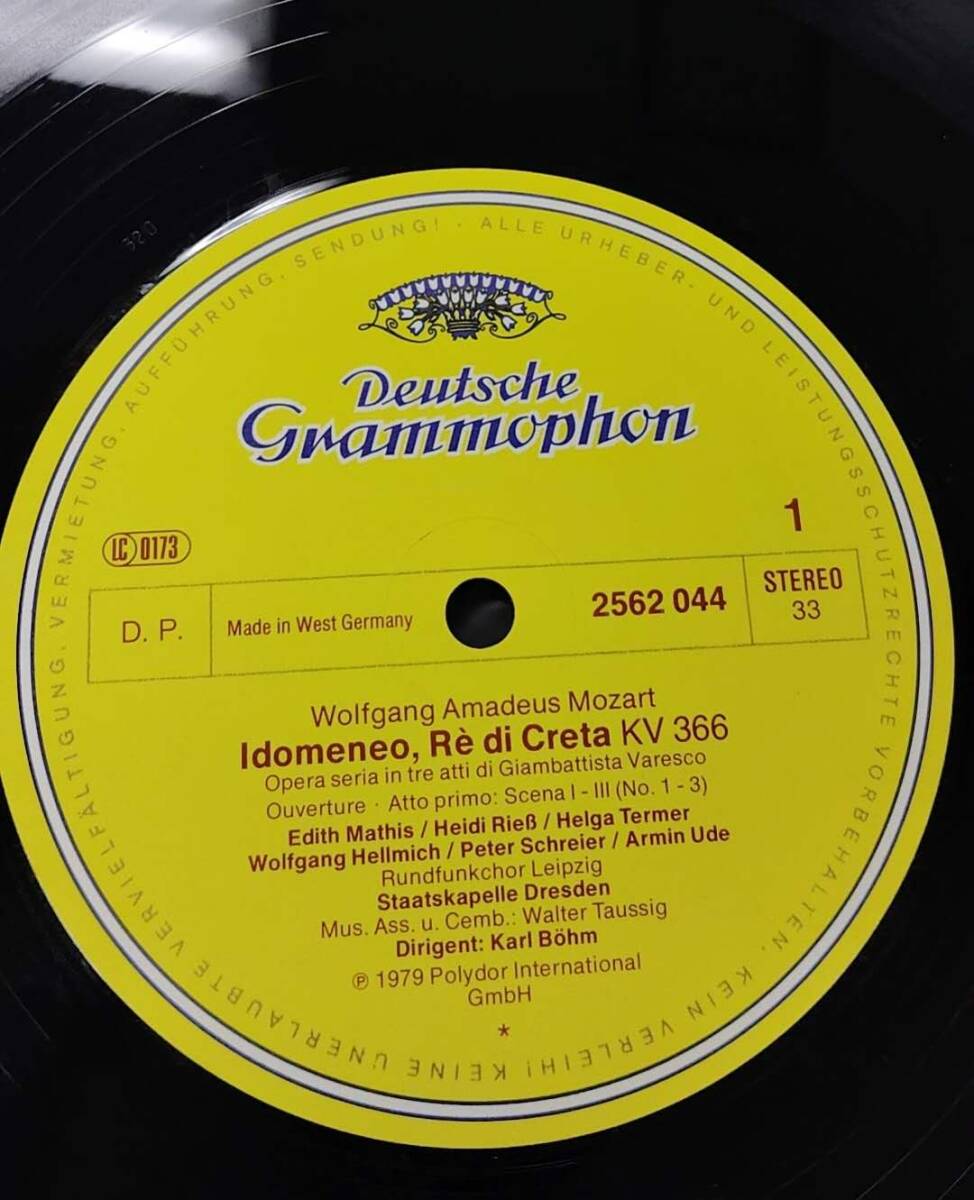 320
ALLE URHEBER- UND LEISTUNGSSCHUTZRECHTE VORBEHALTEN. KEIN VERLEIH! KEINE UNERLAUBTE VERVIELFÄLTIGUNG, VERMIETUNG, AUFFÜHRUNG, SENDUNG! ·
Deutsche
Grammophon
1
LC 0173
D. P.
Made in West Germany
2562 044
STEREO
33
Wolfgang Amadeus Mozart
Idomeneo, Rè di Creta KV 366
Opera seria in tre atti di Giambattista Varesco
Ouverture · Atto primo: Scena I - III (No. 1 - 3)
Edith Mathis / Heidi Rieß / Helga Termer
Wolfgang Hellmich / Peter Schreier / Armin Ude
Rundfunkchor Leipzig
Staatskapelle Dresden
Mus. Ass. u. Cemb.: Walter Taussig
Dirigent: Karl Böhm
℗ 1979 Polydor International
GmbH
*